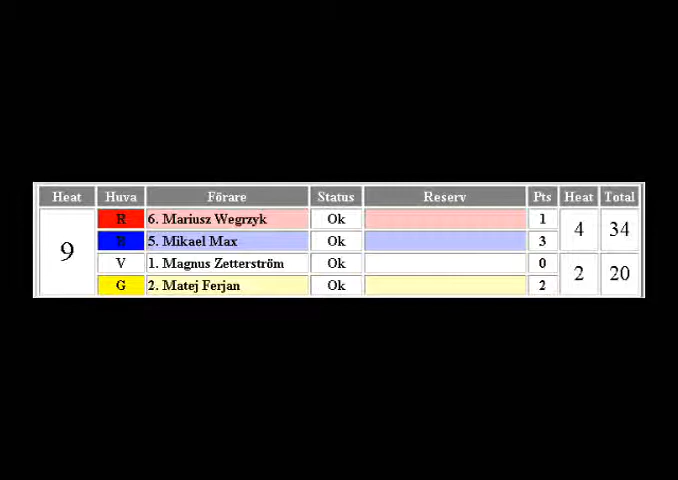 Heat Huva Förare Status Reserv Pts Heat Total
9 R 6. Mariusz Wegrzyk Ok 1 4 34
B 5. Mikael Max Ok 3
V 1. Magnus Zetterström Ok 0 2 20
G 2. Matej Ferjan Ok 2